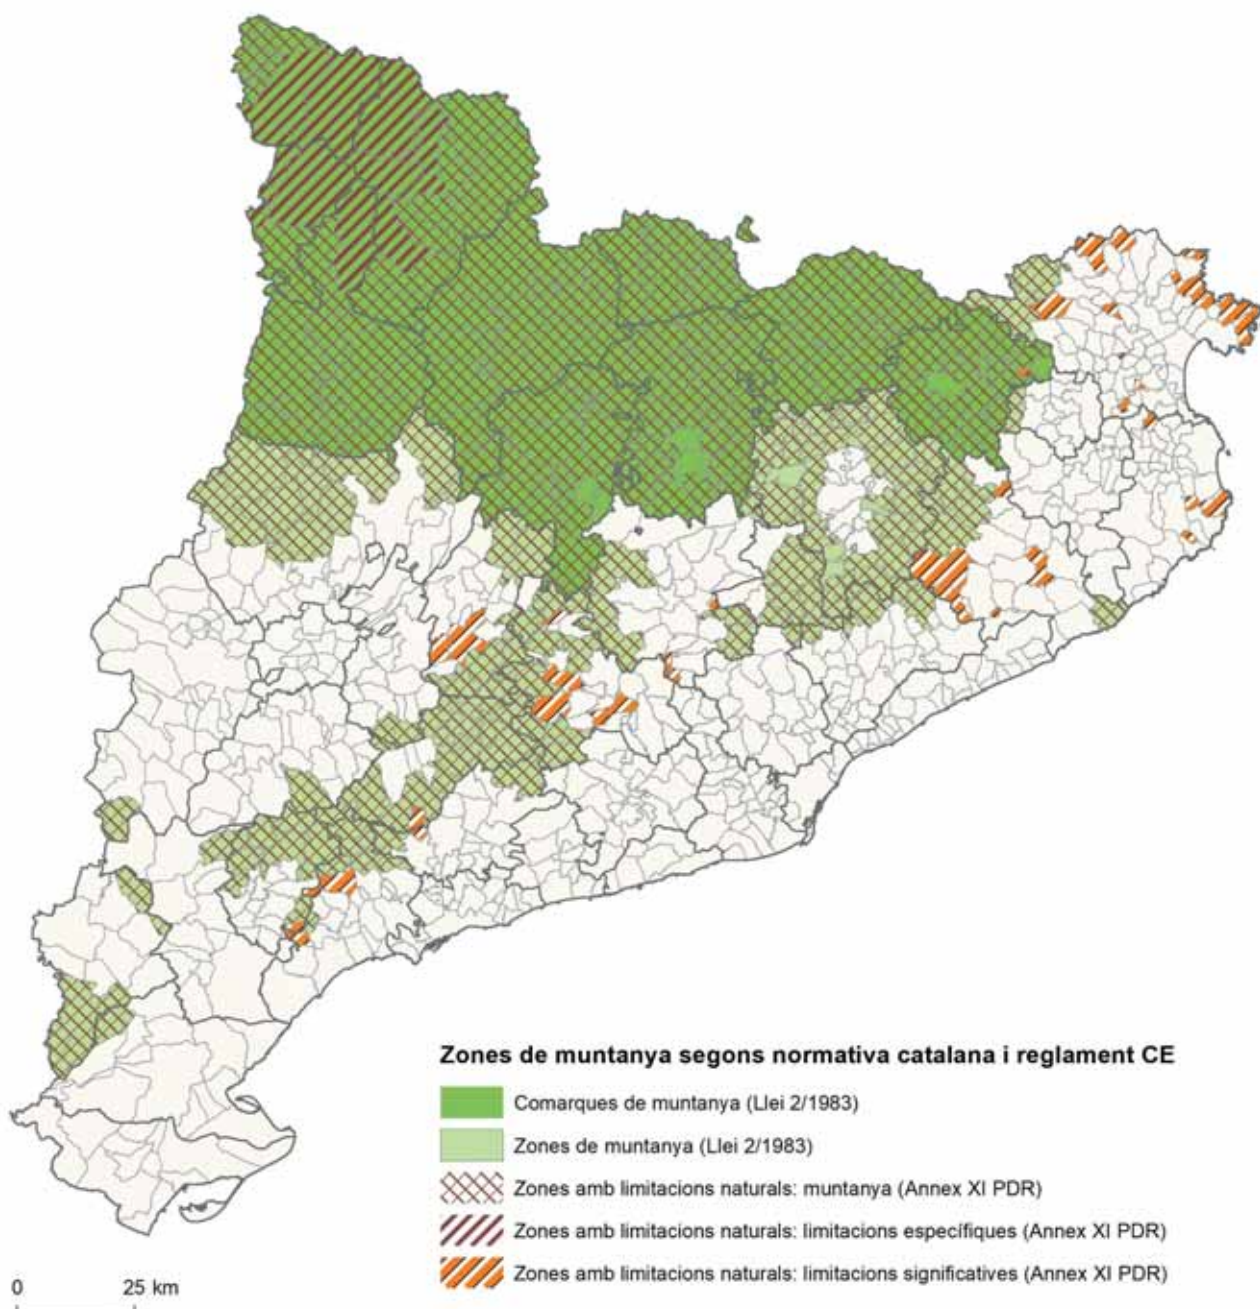 Zones de muntanya segons normativa catalana i reglament CE
Comarques de muntanya (Llei 2/1983)
Zones de muntanya (Llei 2/1983)
Zones amb limitacions naturals: muntanya (Annex XI PDR)
Zones amb limitacions naturals: limitacions específiques (Annex XI PDR)
Zones amb limitacions naturals: limitacions significatives (Annex XI PDR)
0 25 km